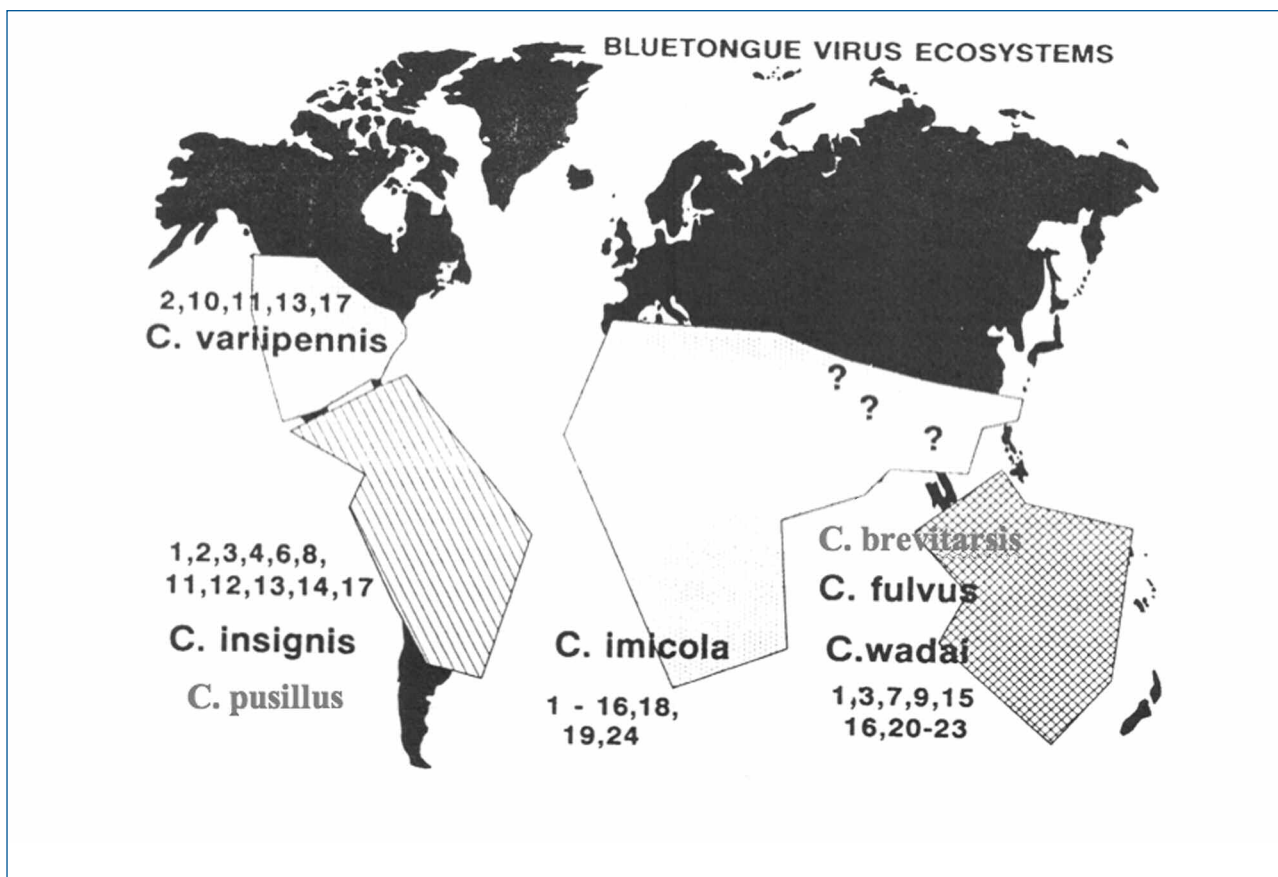 BLUETONGUE VIRUS ECOSYSTEMS
2,10,11,13,17
C. variipennis
?
?
?
1,2,3,4,6,8,
11,12,13,14,17
C. insignis
C. pusillus
C. imicola
1 - 16,18,
19,24
C. brevitarsis
C. fulvus
C.wadai
1,3,7,9,15
16,20-23